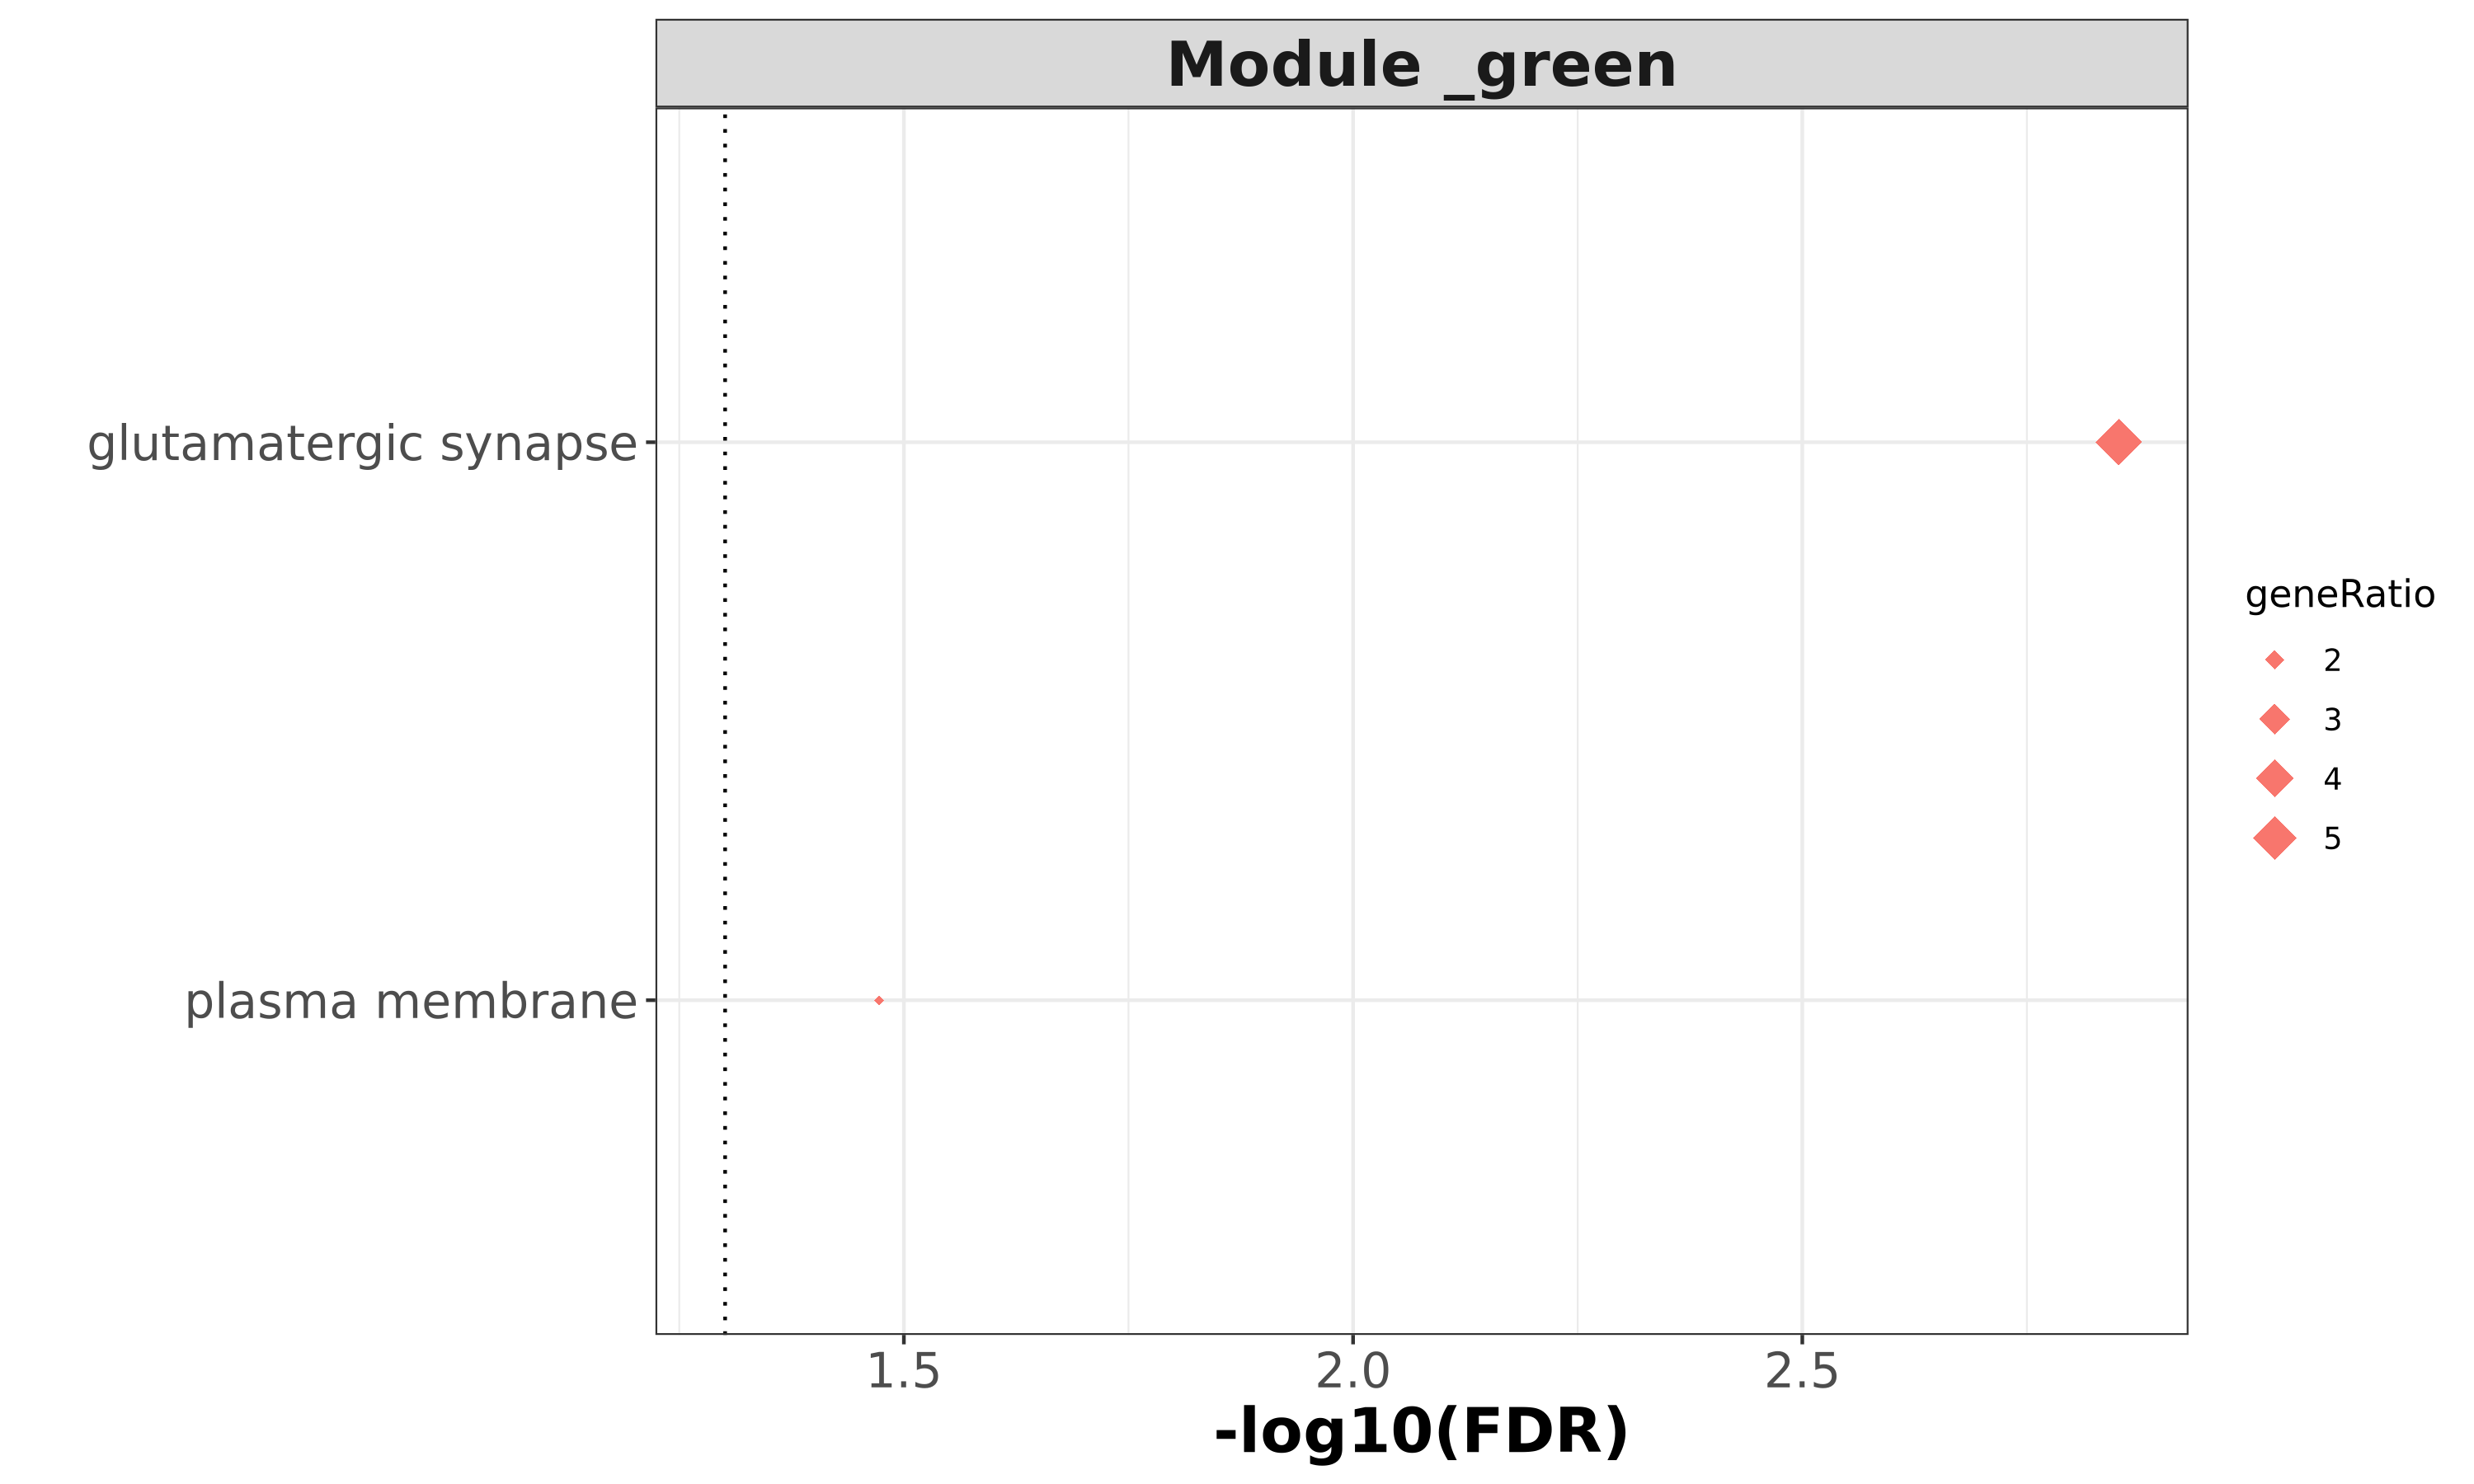 Module _green
glutamatergic synapse
plasma membrane
1.5
2.0
2.5
-log10(FDR)
geneRatio
2
3
4
5